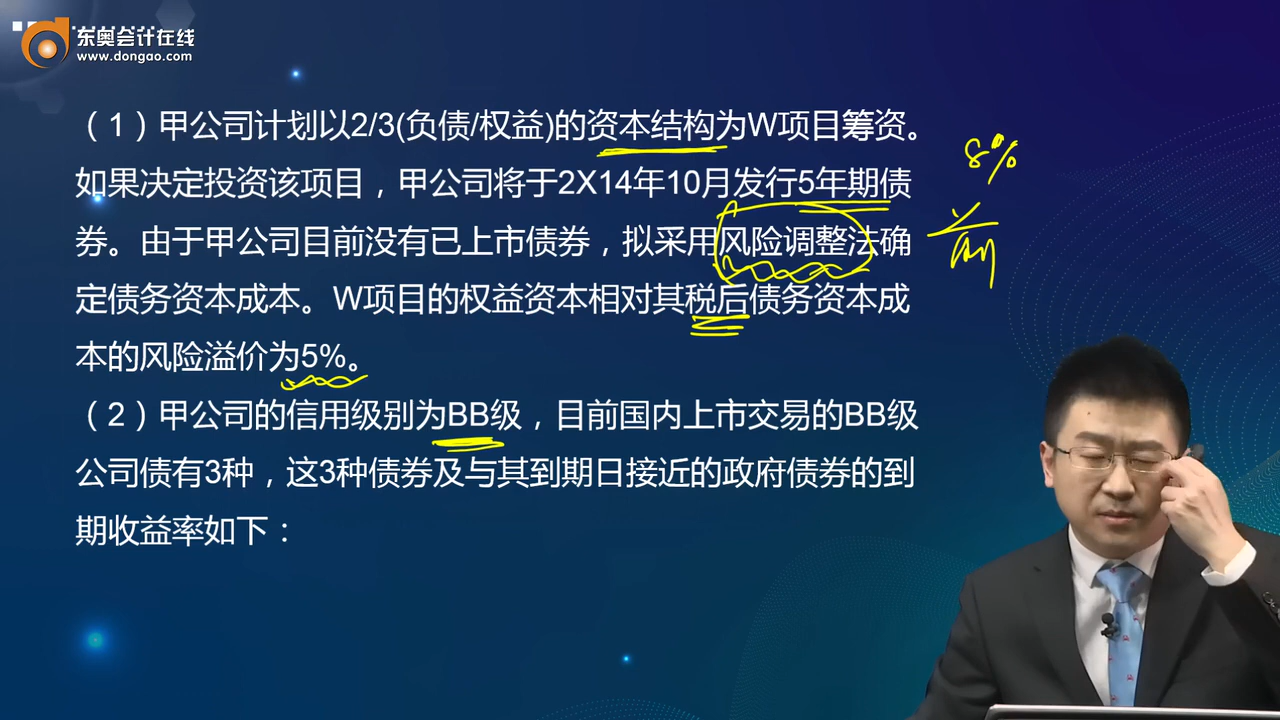 东奥会计在线
www.dongao.com
（1）甲公司计划以2/3(负债/权益)的资本结构为W项目筹资。
如果决定投资该项目，甲公司将于2X14年10月发行5年期债
券。由于甲公司目前没有已上市债券，拟采用风险调整法确
定债务资本成本。W项目的权益资本相对其税后债务资本成
本的风险溢价为5%。
（2）甲公司的信用级别为BB级，目前国内上市交易的BB级
公司债有3种，这3种债券及与其到期日接近的政府债券的到
期收益率如下：
8%